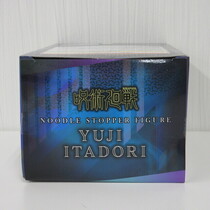 呪術廻戦
NOODLE STOPPER FIGURE
YUJI
ITADORI